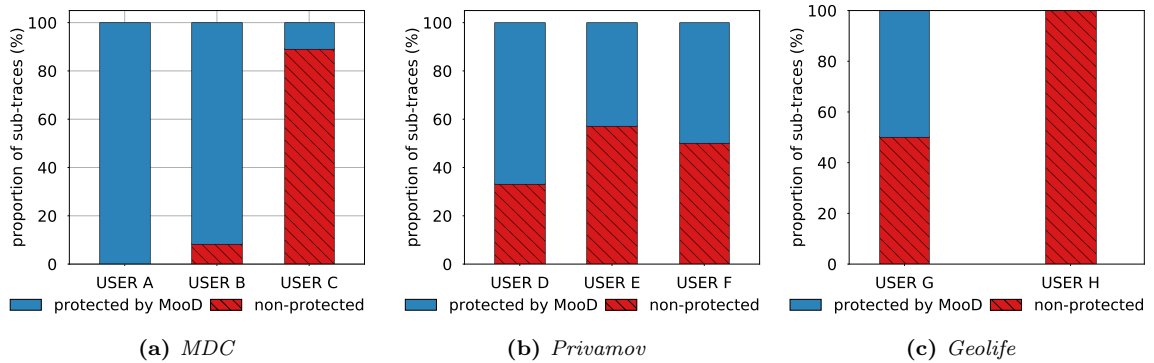 proportion of sub-traces (%)
100
80
60
40
20
0
USER A USER B USER C
protected by MooD non-protected
(a) MDC
proportion of sub-traces (%)
100
80
60
40
20
0
USER D USER E USER F
protected by MooD non-protected
(b) Privamov
proportion of sub-traces (%)
100
80
60
40
20
0
USER G USER H
protected by MooD non-protected
(c) Geolife